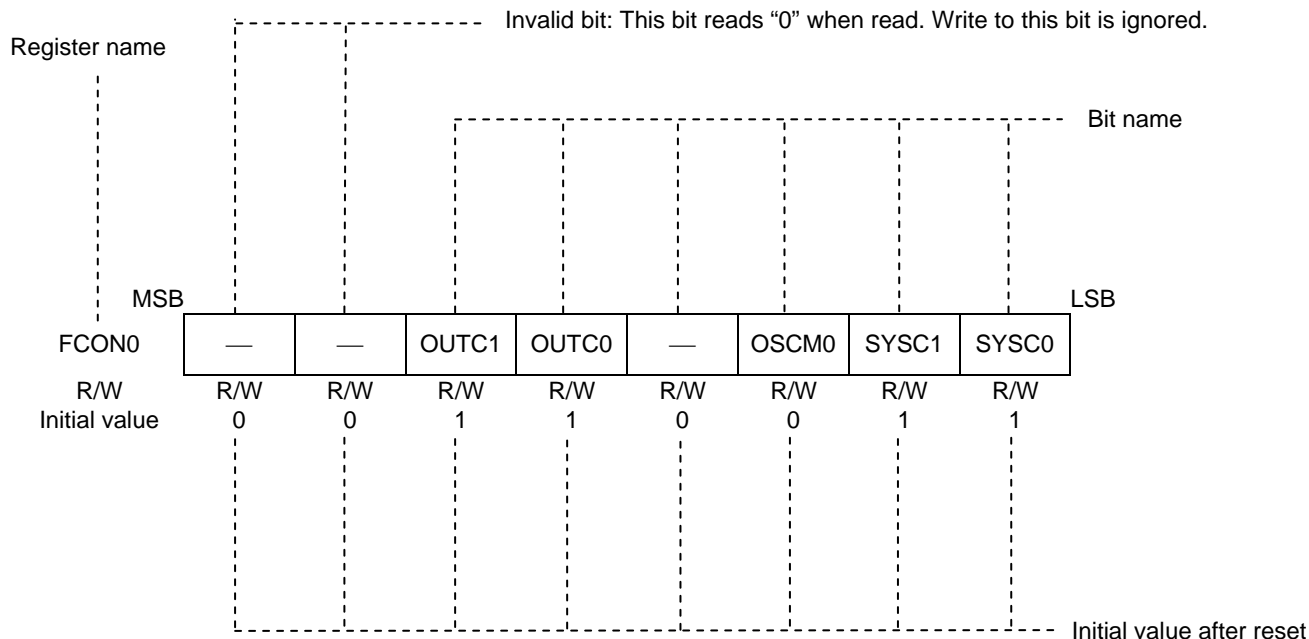 Invalid bit: This bit reads “0” when read. Write to this bit is ignored.
Register name
Bit name
MSB LSB
FCON0 — — OUTC1 OUTC0 — OSCM0 SYSC1 SYSC0
R/W R/W R/W R/W R/W R/W R/W R/W R/W
Initial value 0 0 1 1 0 0 1 1
Initial value after reset